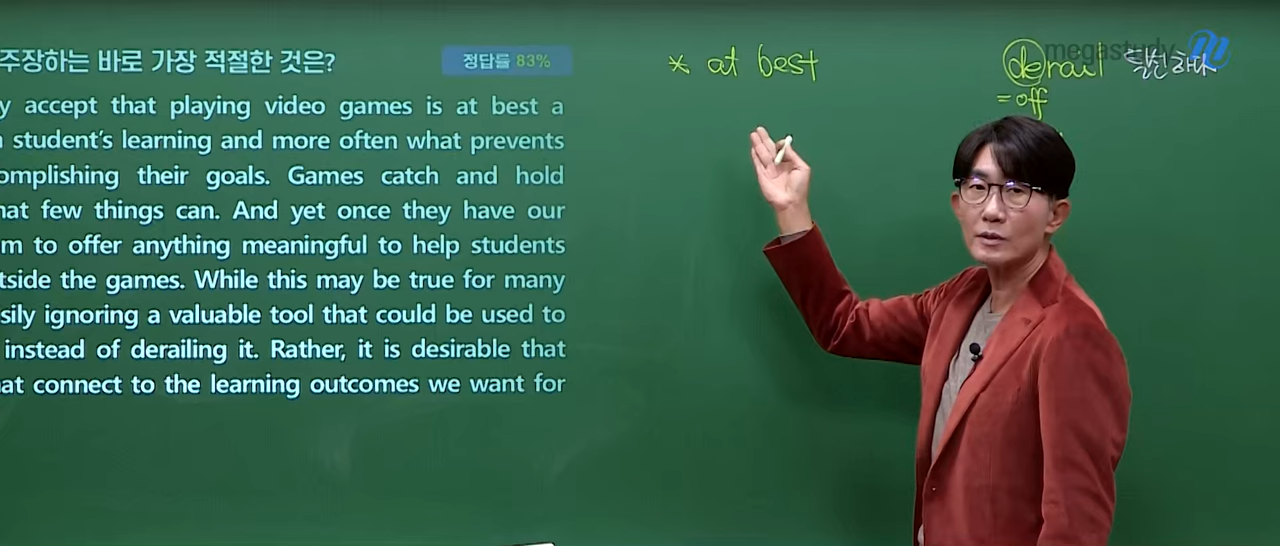 주장하는 바로 가장 적절한 것은?
정답률 83%
y accept that playing video games is at best a
student's learning and more often what prevents
omplishing their goals. Games catch and hold
hat few things can. And yet once they have our
m to offer anything meaningful to help students
tside the games. While this may be true for many
sily ignoring a valuable tool that could be used to
instead of derailing it. Rather, it is desirable that
hat connect to the learning outcomes we want for
* at best
derail 탈선하다
= off
megastudy